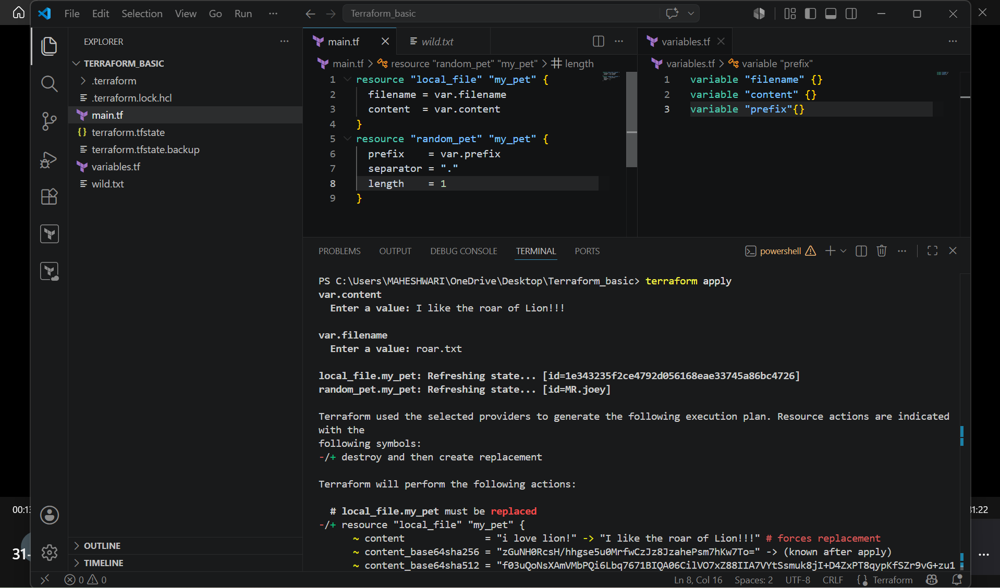 File Edit Selection View Go Run ···
Terraform_basic
EXPLORER
TERRAFORM_BASIC
.terraform
.terraform.lock.hcl
main.tf
terraform.tfstate
terraform.tfstate.backup
variables.tf
wild.txt
OUTLINE
TIMELINE
main.tf
wild.txt
main.tf > resource "random_pet" "my_pet" > length
1 resource "local_file" "my_pet" {
2 filename = var.filename
3 content  = var.content
4 }
5 resource "random_pet" "my_pet" {
6 prefix    = var.prefix
7 separator = "."
8 length    = 1
9 }
variables.tf
variables.tf > variable "prefix"
1 variable "filename" {}
2 variable "content" {}
3 variable "prefix"{}
PROBLEMS OUTPUT DEBUG CONSOLE TERMINAL PORTS
powershell
PS C:\Users\MAHESHWARI\OneDrive\Desktop\Terraform_basic> terraform apply
var.content
Enter a value: I like the roar of Lion!!!
var.filename
Enter a value: roar.txt
local_file.my_pet: Refreshing state... [id=1e343235f2ce4792d056168eae33745a86bc4726]
random_pet.my_pet: Refreshing state... [id=MR.joey]
Terraform used the selected providers to generate the following execution plan. Resource actions are indicated
with the
following symbols:
-/+ destroy and then create replacement
Terraform will perform the following actions:
# local_file.my_pet must be replaced
-/+ resource "local_file" "my_pet" {
~ content              = "i love lion!" -> "I like the roar of Lion!!!" # forces replacement
~ content_base64sha256 = "zGuNH0RcsH/hhgse5u0MrfwCzJz8JzahePsm7hKw7To=" -> (known after apply)
~ content_base64sha512 = "f03uQoNsXAmVMbPQi6Lbq7671BIQA06CilVO7xZ88IIA7VYtSsmuk8jI+D4ZxPT8qypKfSZr9vG+zu1
0 0
Ln 8, Col 16 Spaces: 2 UTF-8 CRLF Terraform
00:13
31:22
31-